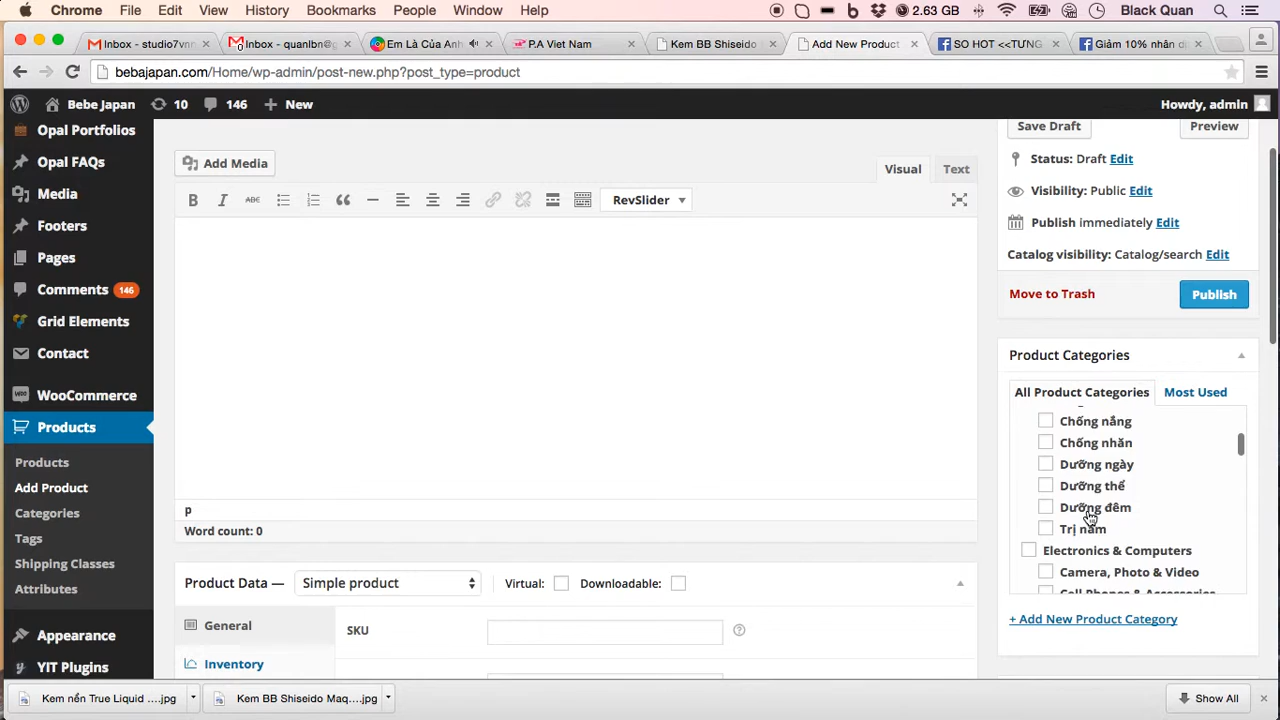 Chrome File Edit View History Bookmarks People Window Help 2.63 GB Black Quan
Inbox - studio7vnr Inbox - quanlbn@g Em Là Của Anh P.A Viet Nam Kem BB Shiseido Add New Product SO HOT <<TƯNG Giảm 10% nhân d
bebajapan.com/Home/wp-admin/post-new.php?post_type=product
Bebe Japan 10 146 New Howdy, admin
Opal Portfolios
Opal FAQs
Media
Footers
Pages
Comments 146
Grid Elements
Contact
WooCommerce
Products
Products
Add Product
Categories
Tags
Shipping Classes
Attributes
Appearance
YIT Plugins
Add Media
Visual Text
B I ABC RevSlider
p
Word count: 0
Product Data — Simple product Virtual: Downloadable:
General
Inventory
SKU
Save Draft Preview
Status: Draft Edit
Visibility: Public Edit
Publish immediately Edit
Catalog visibility: Catalog/search Edit
Move to Trash Publish
Product Categories
All Product Categories Most Used
Chống nắng
Chống nhăn
Dưỡng ngày
Dưỡng thể
Dưỡng đêm
Trị nám
Electronics & Computers
Camera, Photo & Video
Cell Phones & Accessories
+ Add New Product Category
Kem nền True Liquid ....jpg Kem BB Shiseido Maq....jpg Show All